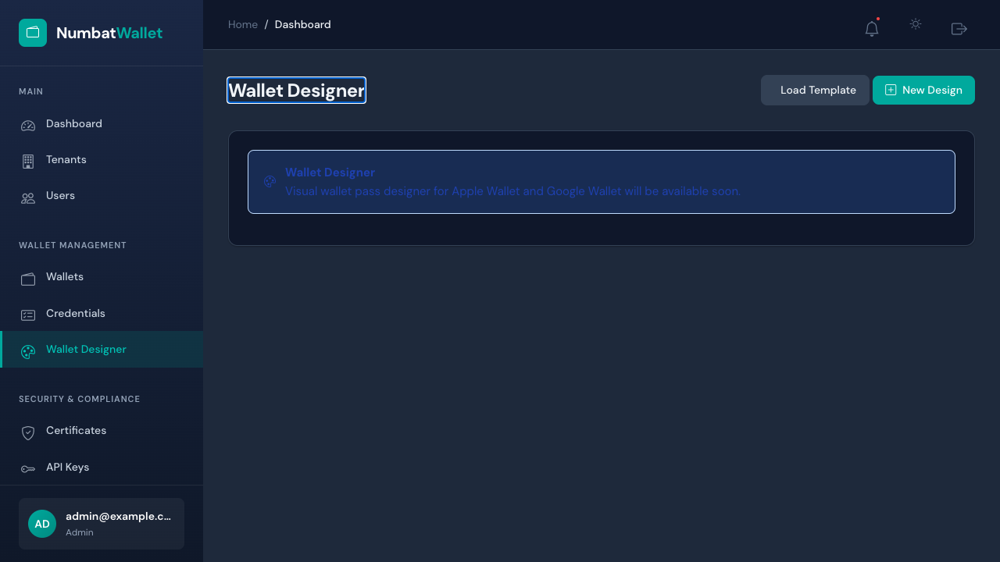 NumbatWallet
MAIN
Dashboard
Tenants
Users
WALLET MANAGEMENT
Wallets
Credentials
Wallet Designer
SECURITY & COMPLIANCE
Certificates
API Keys
AD
admin@example.c...
Admin
Home / Dashboard
Wallet Designer
Load Template
New Design
Wallet Designer
Visual wallet pass designer for Apple Wallet and Google Wallet will be available soon.